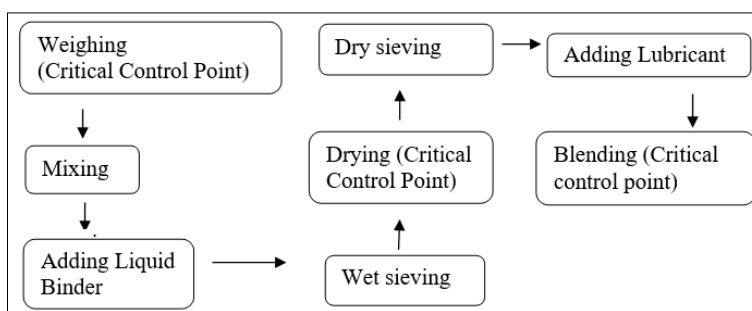 Weighing
(Critical Control Point)
Mixing
Adding Liquid
Binder
Wet sieving
Drying (Critical
Control Point)
Dry sieving
Adding Lubricant
Blending (Critical
control point)